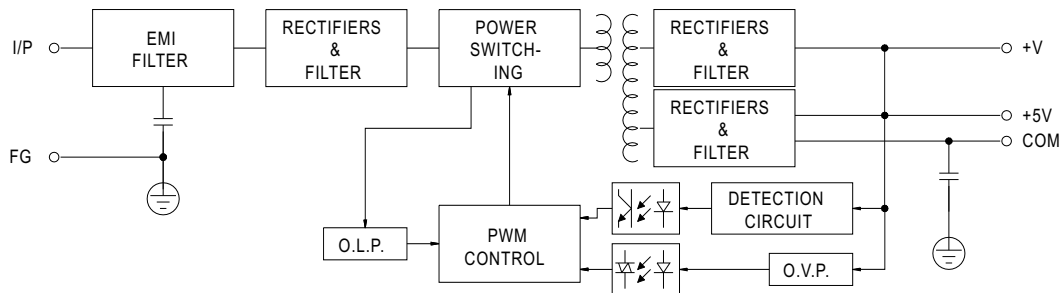 I/P
EMI
FILTER
RECTIFIERS
&
FILTER
POWER
SWITCH-
ING
RECTIFIERS
&
FILTER
+V
RECTIFIERS
&
FILTER
+5V
COM
FG
O.L.P.
PWM
CONTROL
DETECTION
CIRCUIT
O.V.P.